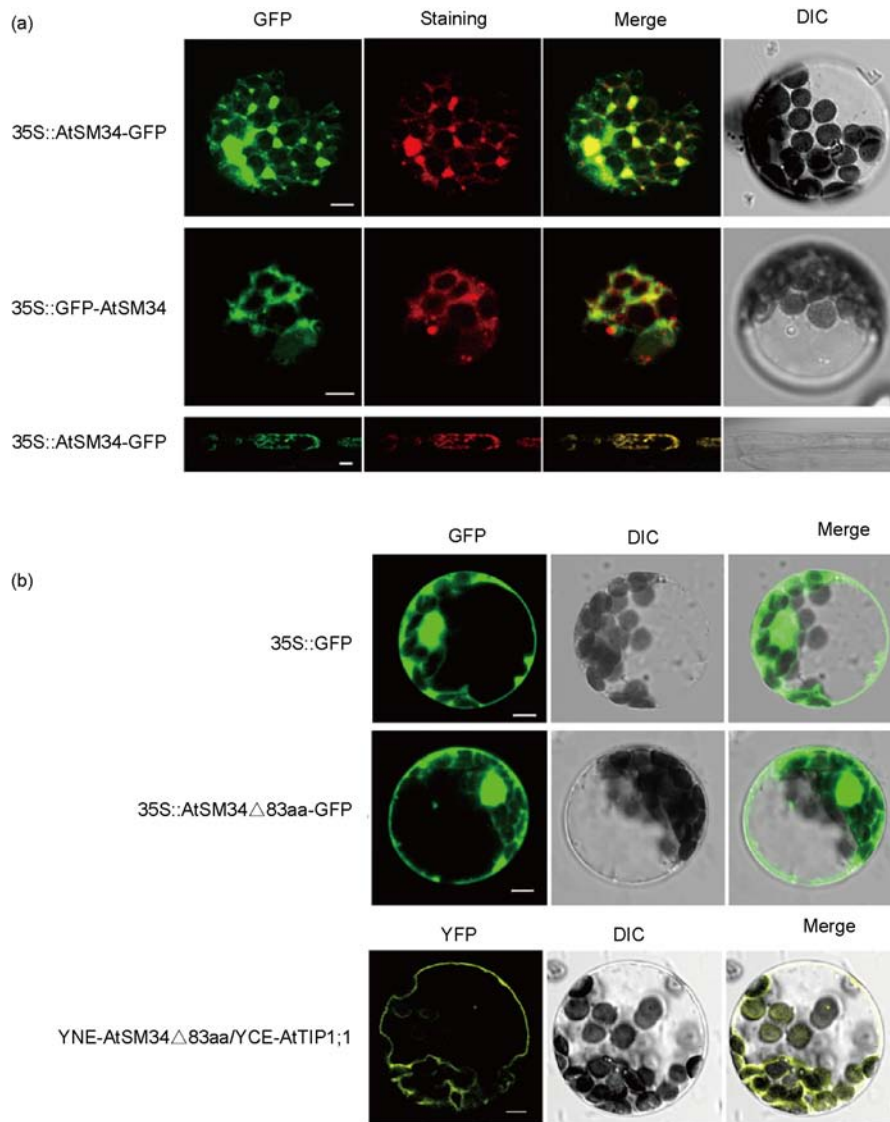 (a)
GFP Staining Merge DIC
35S::AtSM34-GFP
35S::GFP-AtSM34
35S::AtSM34-GFP
(b)
GFP DIC Merge
35S::GFP
35S::AtSM34△83aa-GFP
YFP DIC Merge
YNE-AtSM34△83aa/YCE-AtTIP1;1